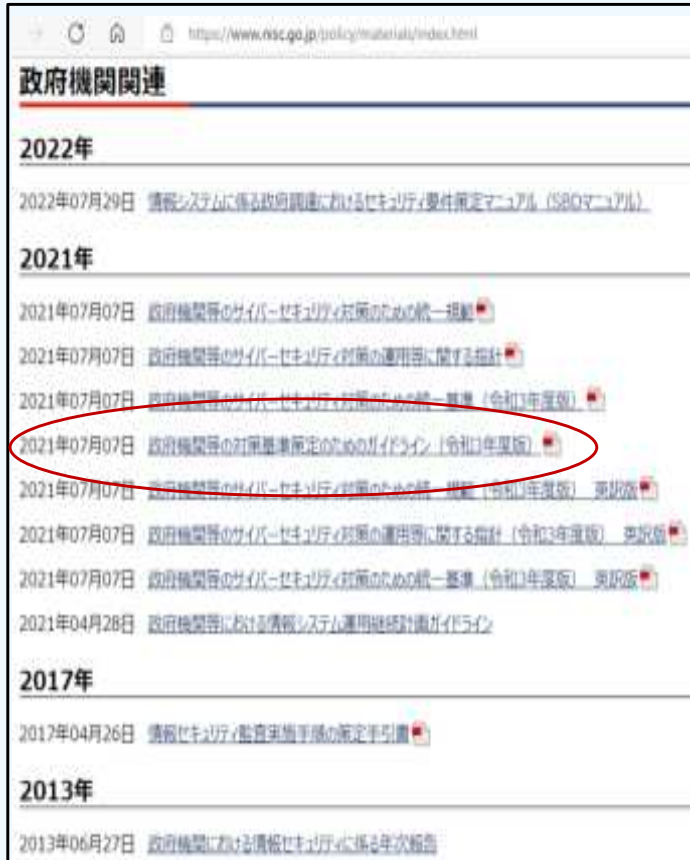 https://www.nisc.go.jp/policy/materials/index.html
政府機関関連
2022年
2022年07月29日 情報システムに係る政府調達におけるセキュリティ要件策定マニュアル（SBDマニュアル）
2021年
2021年07月07日 政府機関等のサイバーセキュリティ対策のための統一規範
2021年07月07日 政府機関等のサイバーセキュリティ対策の運用等に関する指針
2021年07月07日 政府機関等のサイバーセキュリティ対策のための統一基準（令和3年度版）
2021年07月07日 政府機関等の対策基準策定のためのガイドライン（令和3年度版）
2021年07月07日 政府機関等のサイバーセキュリティ対策のための統一規範（令和3年度版） 英訳版
2021年07月07日 政府機関等のサイバーセキュリティ対策の運用等に関する指針（令和3年度版） 英訳版
2021年07月07日 政府機関等のサイバーセキュリティ対策のための統一基準（令和3年度版） 英訳版
2021年04月28日 政府機関等における情報システム運用継続計画ガイドライン
2017年
2017年04月26日 情報セキュリティ監査実施手順の策定手引書
2013年
2013年06月27日 政府機関における情報セキュリティに係る年次報告